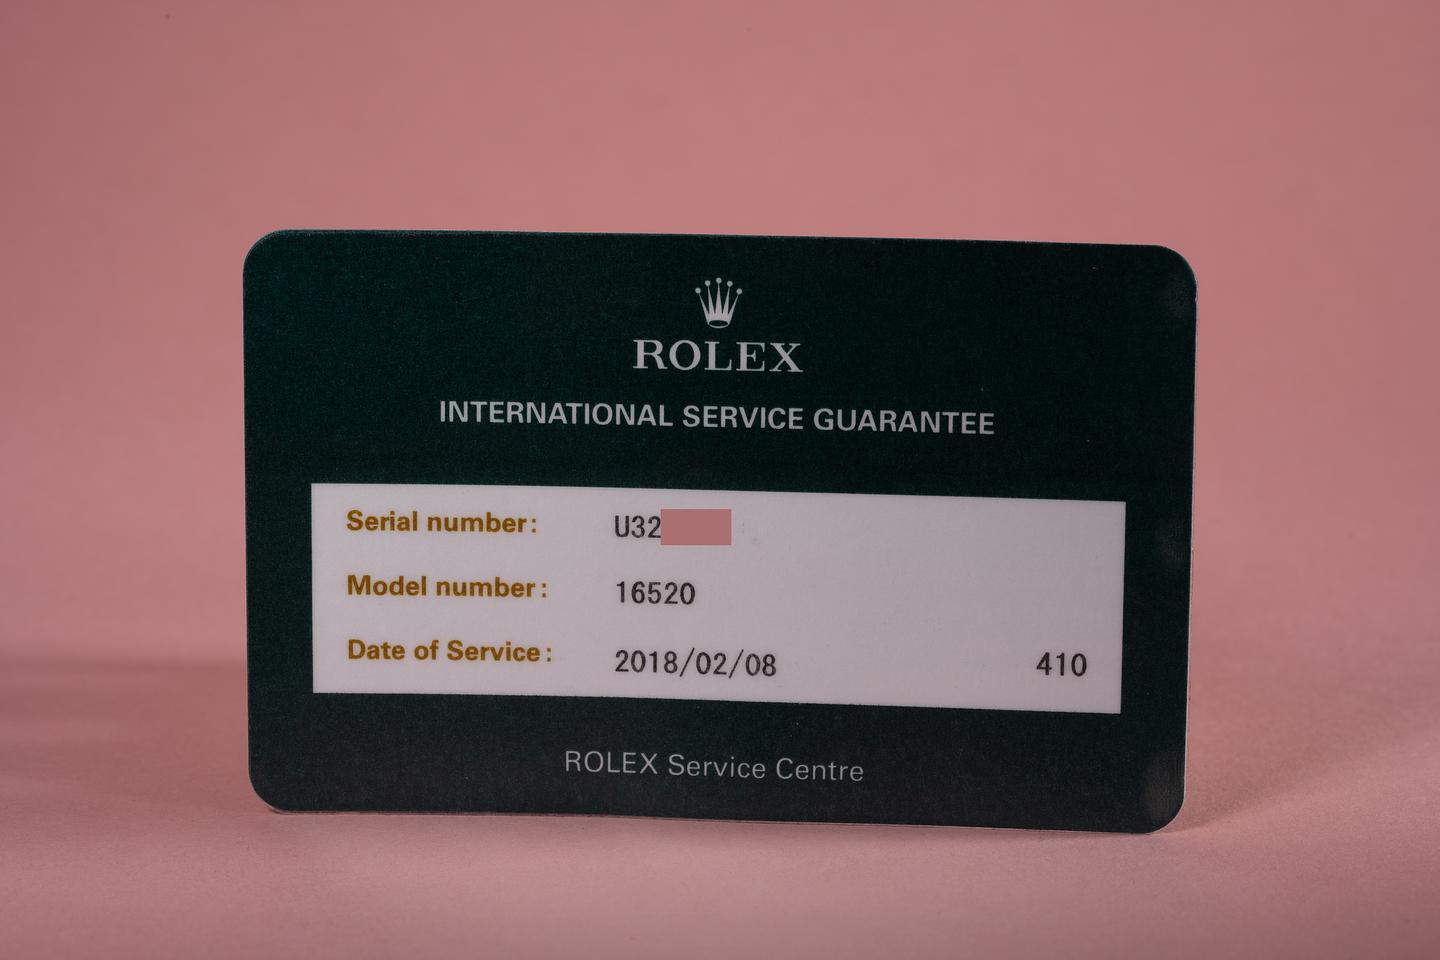 ROLEX
INTERNATIONAL SERVICE GUARANTEE
Serial number: U32
Model number: 16520
Date of Service: 2018/02/08 410
ROLEX Service Centre